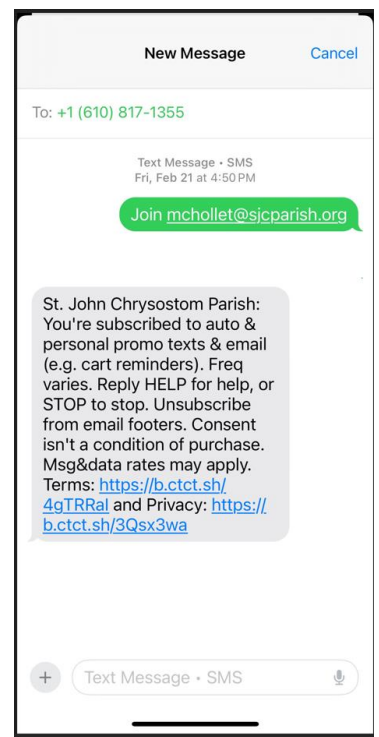 New Message
Cancel
To: +1 (610) 817-1355
Text Message • SMS
Fri, Feb 21 at 4:50 PM
Join mchollet@sjcparish.org
St. John Chrysostom Parish:
You're subscribed to auto &
personal promo texts & email
(e.g. cart reminders). Freq
varies. Reply HELP for help, or
STOP to stop. Unsubscribe
from email footers. Consent
isn't a condition of purchase.
Msg&data rates may apply.
Terms: https://b.ctct.sh/
4gTRRal and Privacy: https://
b.ctct.sh/3Qsx3wa
+
Text Message • SMS